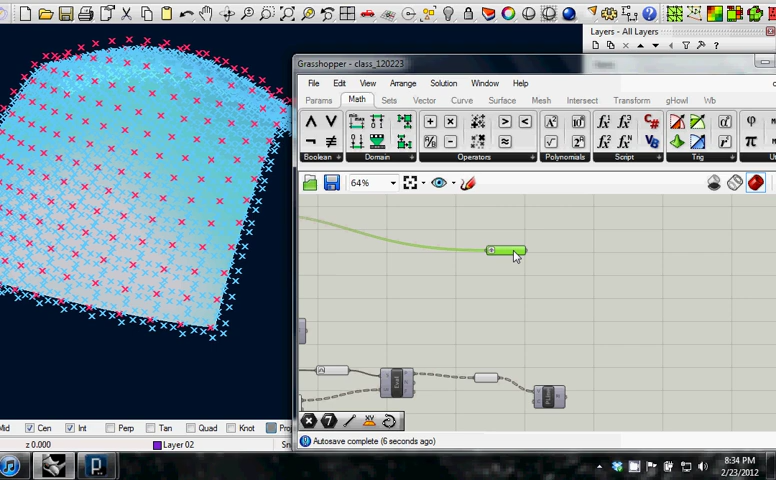 Layers - All Layers
Grasshopper - class_120223
File Edit View Arrange Solution Window Help
Params Math Sets Vector Curve Surface Mesh Intersect Transform gHowl Wb
Boolean Domain Operators Polynomials Script Trig
64%
Eval
Cen Int Perp Tan Quad Knot
z 0.000 Layer 02
Autosave complete (6 seconds ago)
8:34 PM
2/23/2012